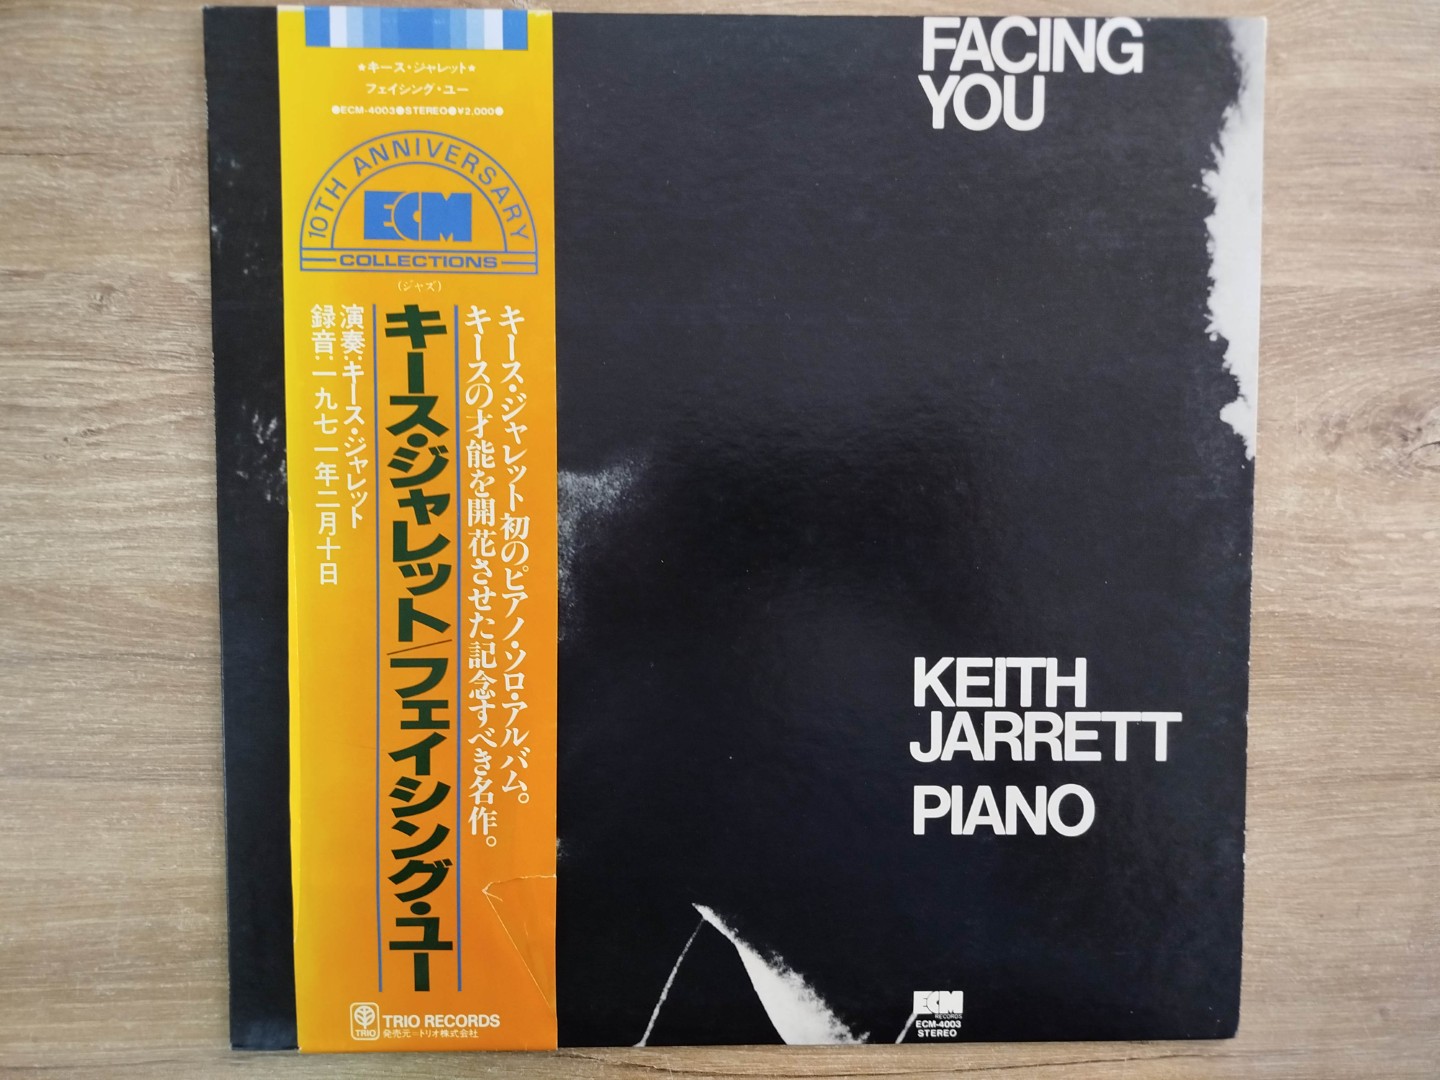 ★キース・ジャレット★
フェイシング・ユー
●ECM-4003●STEREO●¥2,000●
10TH ANNIVERSARY
ECM
COLLECTIONS
(ジャズ)
キース・ジャレット初のピアノ・ソロ・アルバム。
キースの才能を開花させた記念すべき名作。
キース・ジャレット/フェイシング・ユー
演奏:キース・ジャレット
録音:一九七一年二月十日
TRIO
TRIO RECORDS
発売元=トリオ株式会社
FACING
YOU
KEITH
JARRETT
PIANO
ECM
RECORDS
ECM-4003
STEREO